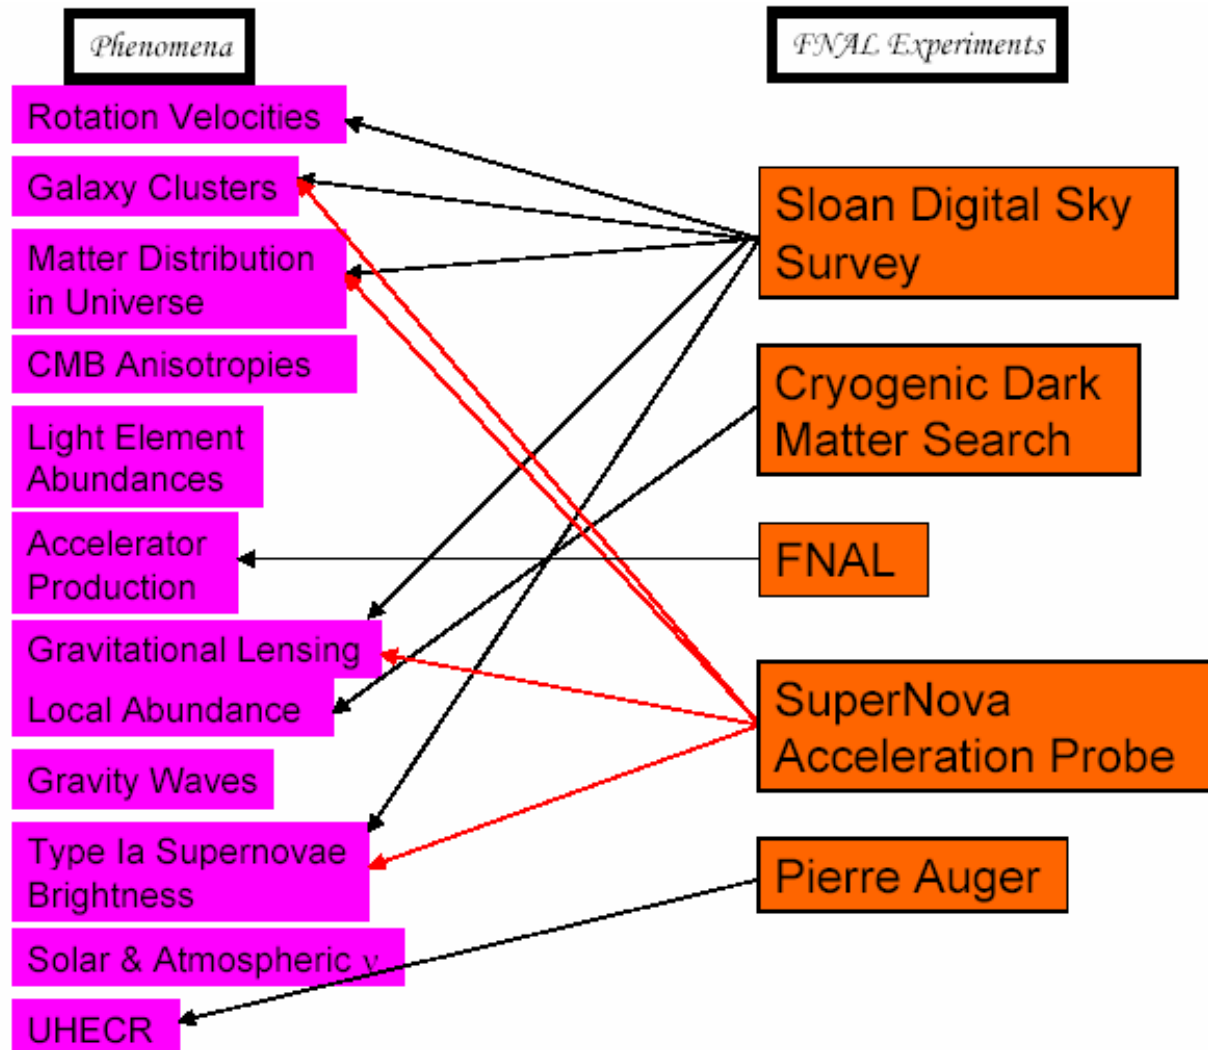 Phenomena
Rotation Velocities
Galaxy Clusters
Matter Distribution
in Universe
CMB Anisotropies
Light Element
Abundances
Accelerator
Production
Gravitational Lensing
Local Abundance
Gravity Waves
Type Ia Supernovae
Brightness
Solar & Atmospheric ν
UHECR
FNAL Experiments
Sloan Digital Sky
Survey
Cryogenic Dark
Matter Search
FNAL
SuperNova
Acceleration Probe
Pierre Auger